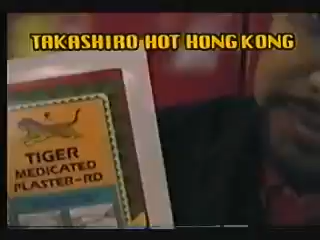 TAKASHIRO HOT HONG KONG
TIGER
MEDICATED
PLASTER-RD